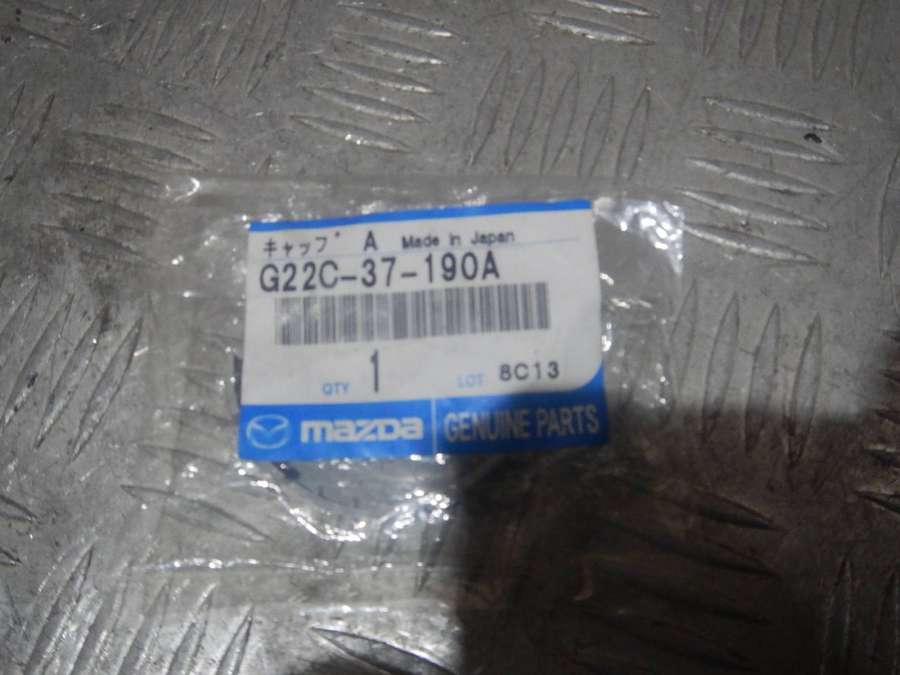 キャップ A Made in Japan
G22C-37-190A
QTY 1 LOT 8C13
mazda GENUINE PARTS